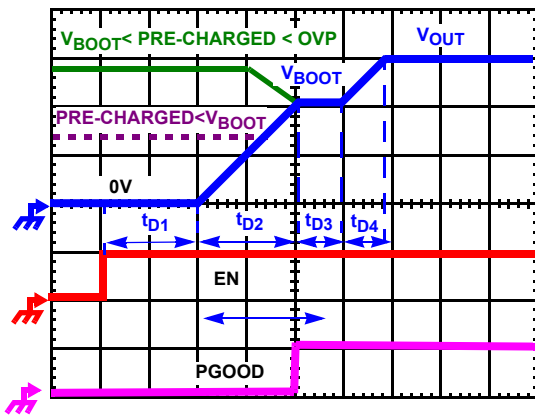 VBOOT< PRE-CHARGED < OVP
VOUT
VBOOT
PRE-CHARGED<VBOOT
0V
tD1
tD2
tD3
tD4
EN
PGOOD